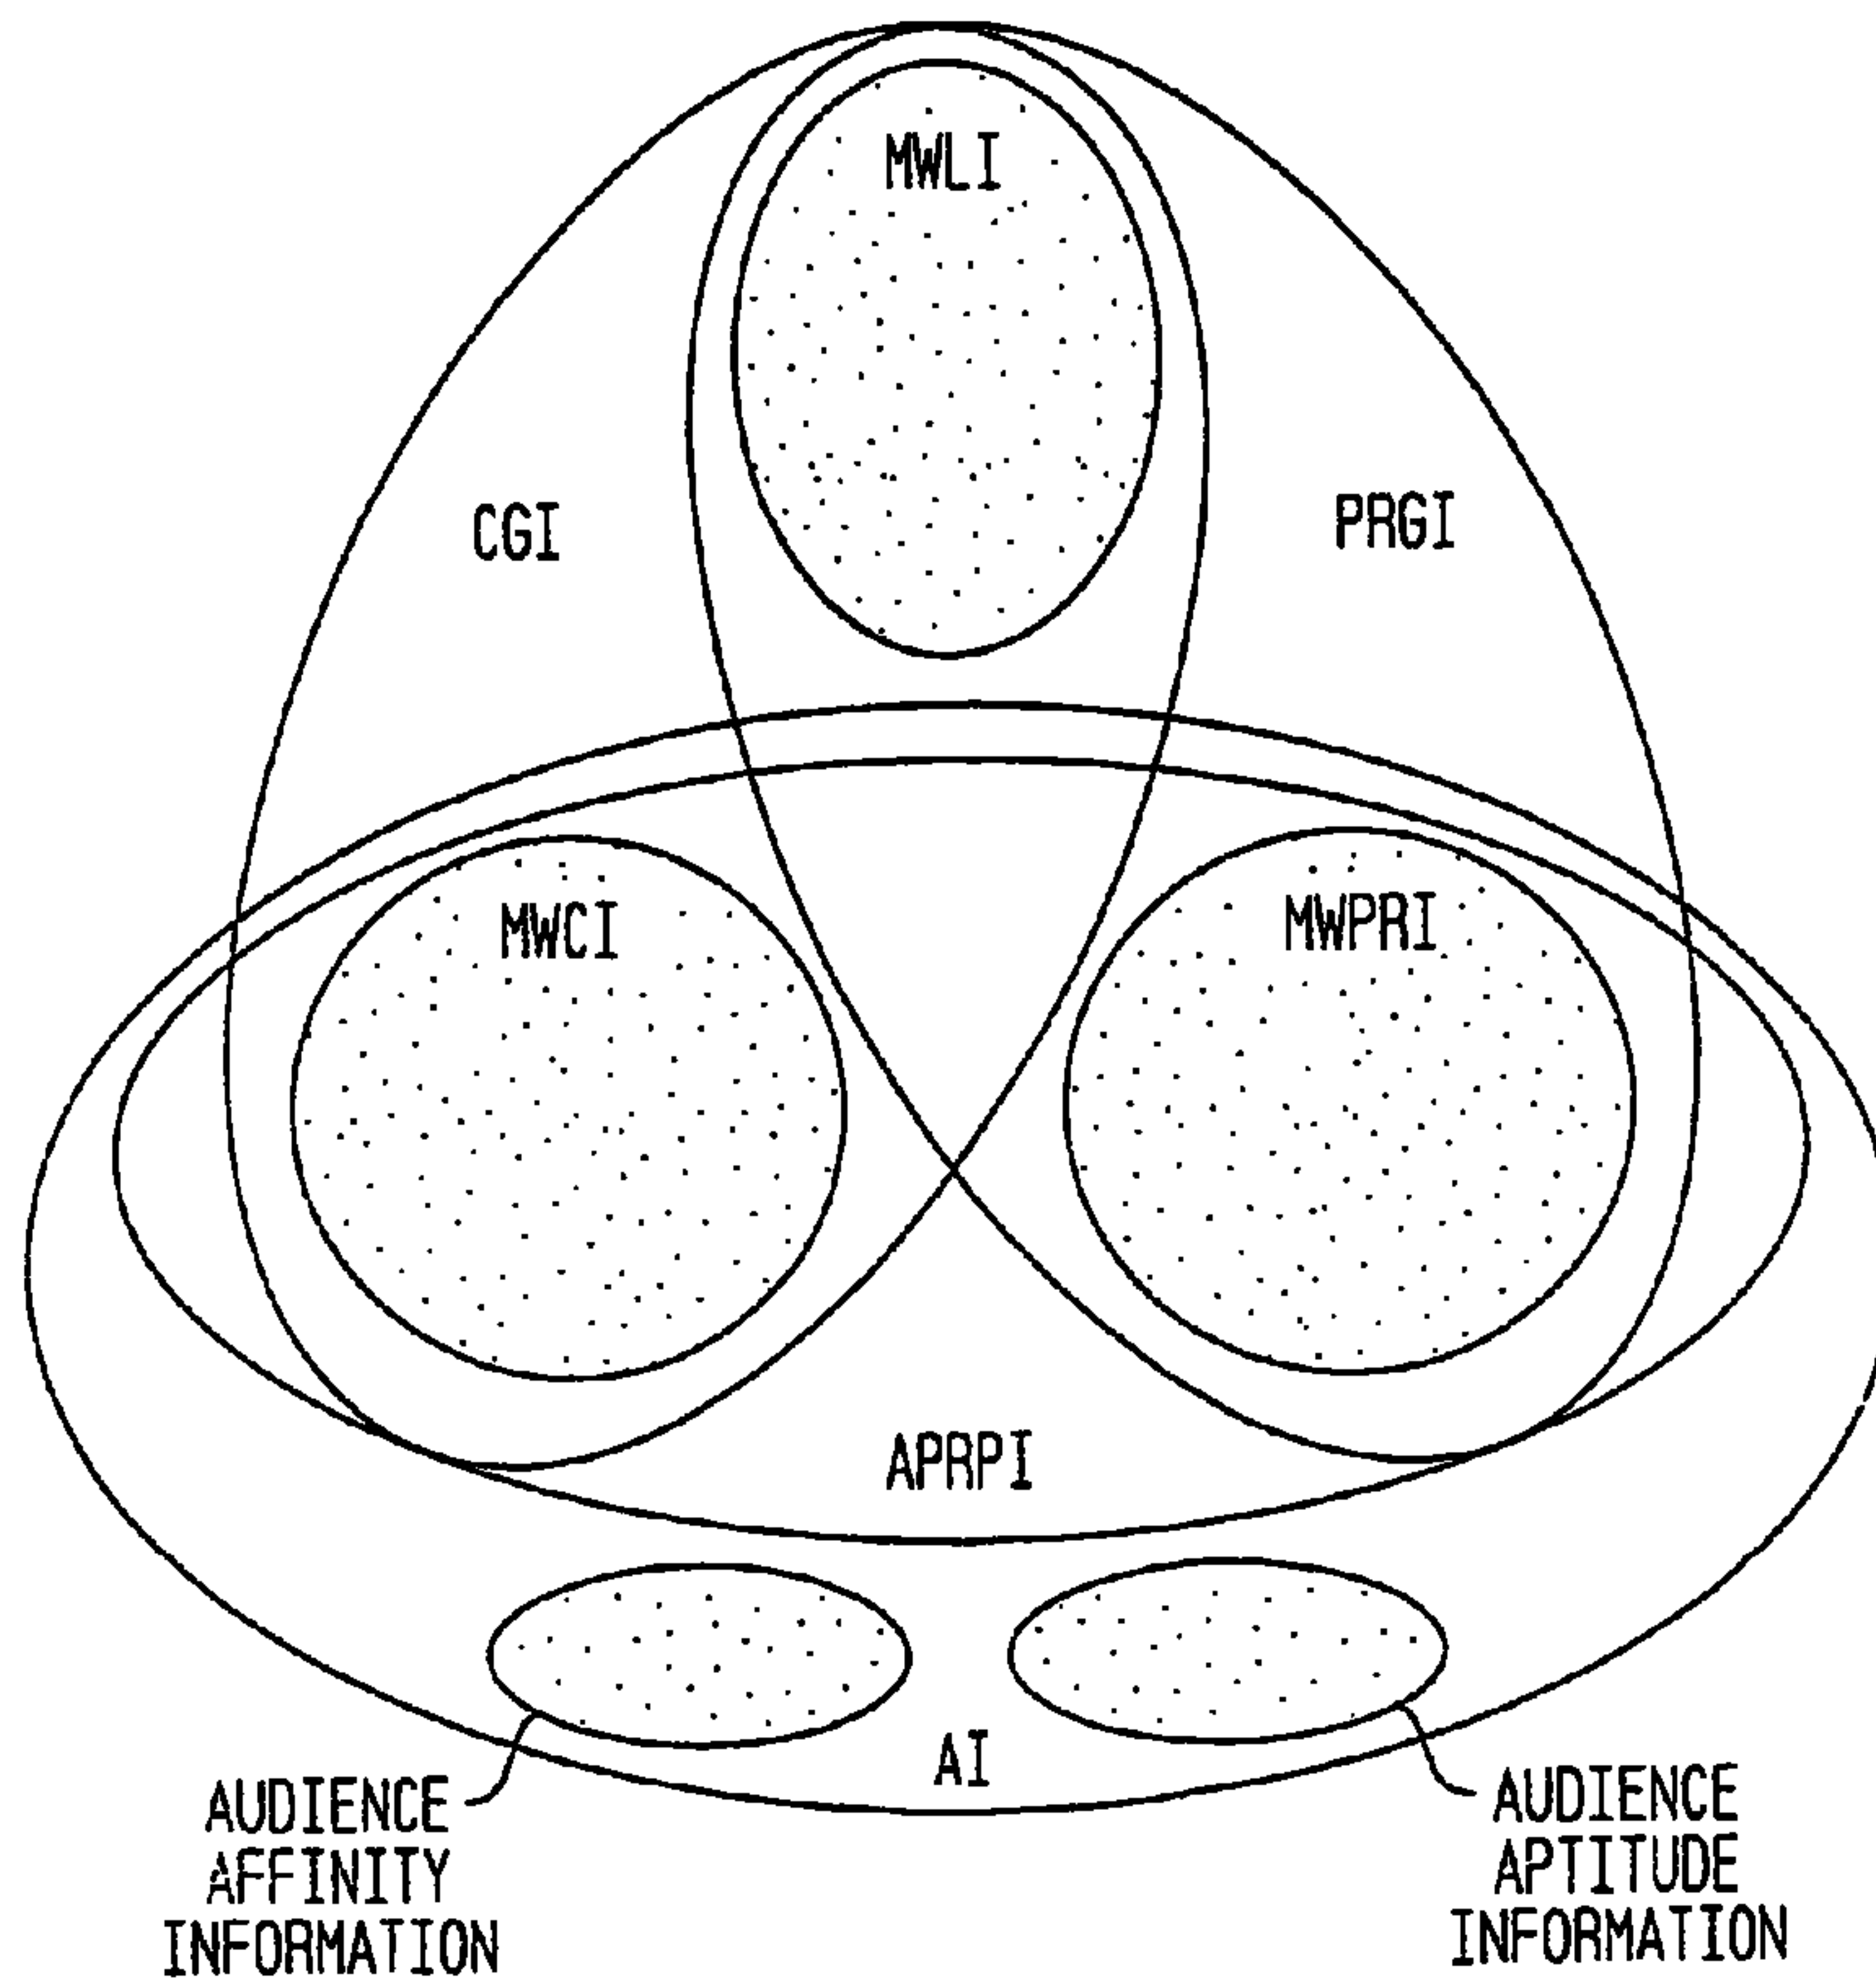 MWLI
CGI
PRGI
MWCI
MWPRI
APRPI
AI
AUDIENCE
AFFINITY
INFORMATION
AUDIENCE
APTITUDE
INFORMATION